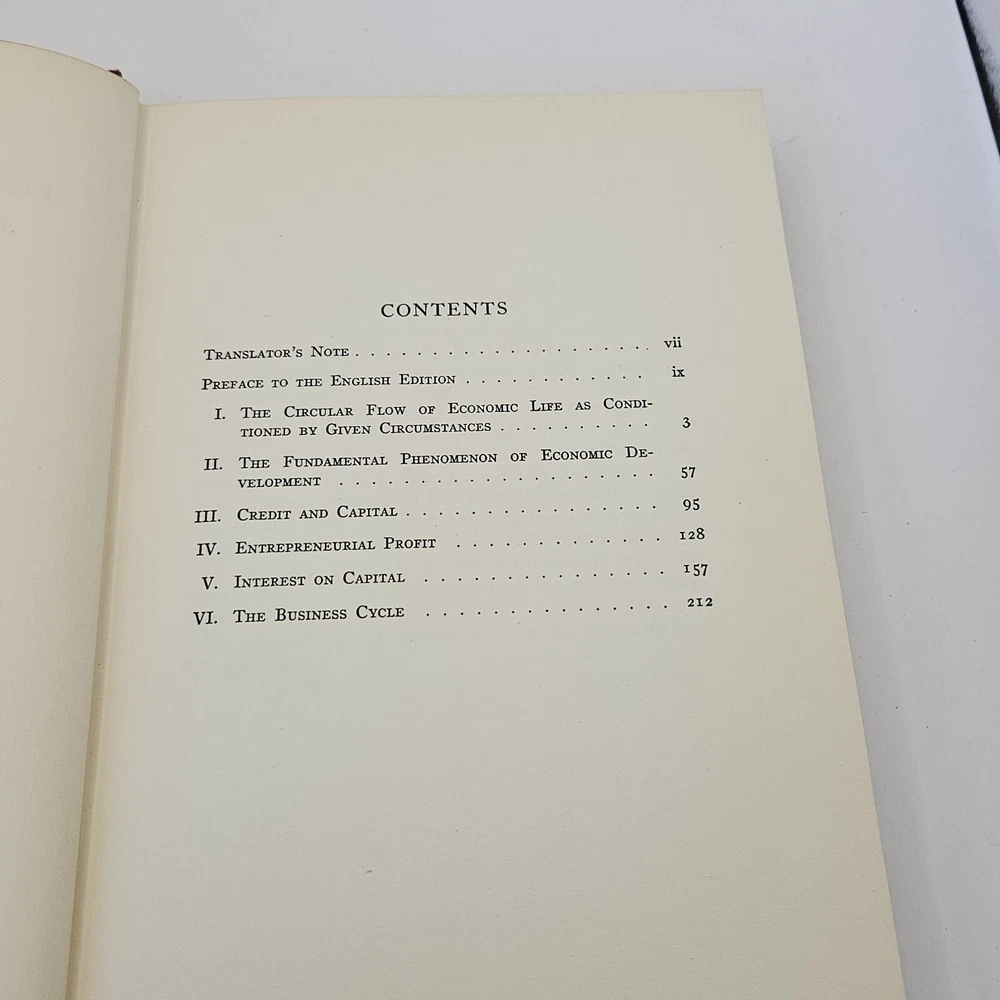 CONTENTS
Translator's Note . . . . . . . . . . . . . . . . . . . . vii
Preface to the English Edition . . . . . . . . . . . . ix
I. The Circular Flow of Economic Life as Condi-
tioned by Given Circumstances . . . . . . . . . . 3
II. The Fundamental Phenomenon of Economic De-
velopment . . . . . . . . . . . . . . . . . . . 57
III. Credit and Capital . . . . . . . . . . . . . . . . 95
IV. Entrepreneurial Profit . . . . . . . . . . . . . 128
V. Interest on Capital . . . . . . . . . . . . . . . 157
VI. The Business Cycle . . . . . . . . . . . . . . . 212